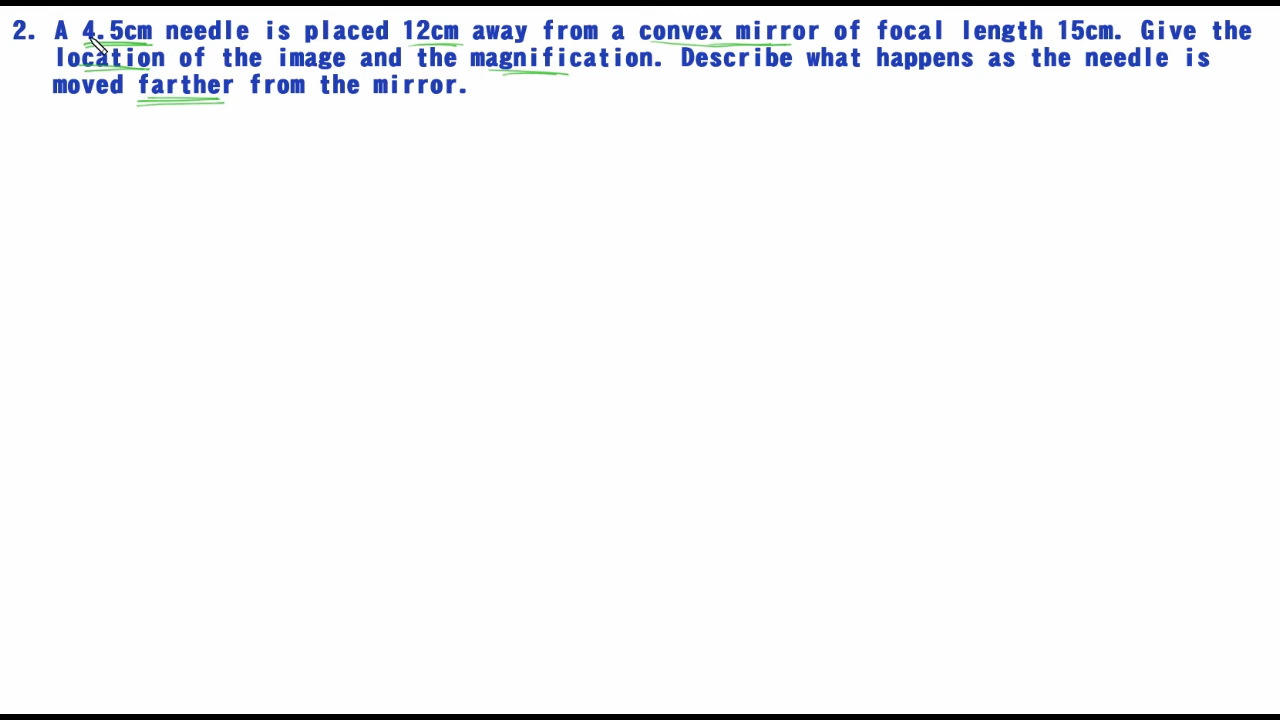 2. A 4.5cm needle is placed 12cm away from a convex mirror of focal length 15cm. Give the
location of the image and the magnification. Describe what happens as the needle is
moved farther from the mirror.